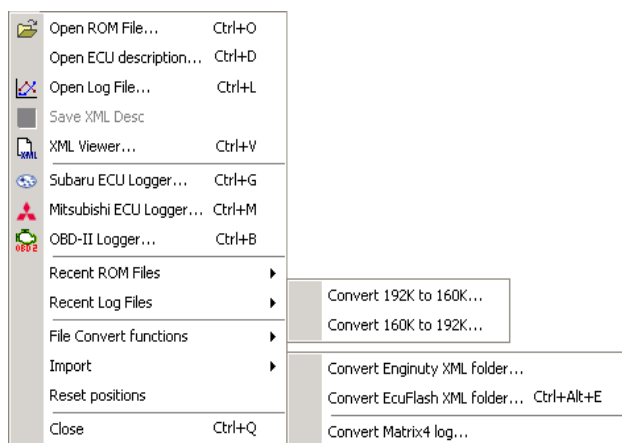 Open ROM File... Ctrl+O
Open ECU description... Ctrl+D
Open Log File... Ctrl+L
Save XML Desc
XML
XML Viewer... Ctrl+V
Subaru ECU Logger... Ctrl+G
Mitsubishi ECU Logger... Ctrl+M
OBD2
OBD-II Logger... Ctrl+B
Recent ROM Files
Recent Log Files
File Convert functions
Import
Reset positions
Close Ctrl+Q
Convert 192K to 160K...
Convert 160K to 192K...
Convert Enginuty XML folder...
Convert EcuFlash XML folder... Ctrl+Alt+E
Convert Matrix4 log...